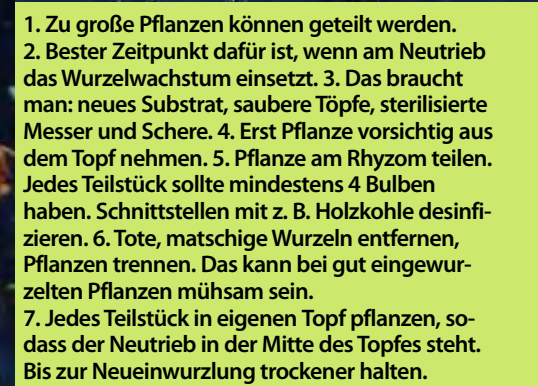 1. Zu große Pflanzen können geteilt werden.
2. Bester Zeitpunkt dafür ist, wenn am Neutrieb
das Wurzelwachstum einsetzt. 3. Das braucht
man: neues Substrat, saubere Töpfe, sterilisierte
Messer und Schere. 4. Erst Pflanze vorsichtig aus
dem Topf nehmen. 5. Pflanze am Rhyzom teilen.
Jedes Teilstück sollte mindestens 4 Bulben
haben. Schnittstellen mit z. B. Holzkohle desinfi-
zieren. 6. Tote, matschige Wurzeln entfernen,
Pflanzen trennen. Das kann bei gut eingewur-
zelten Pflanzen mühsam sein.
7. Jedes Teilstück in eigenen Topf pflanzen, so-
dass der Neutrieb in der Mitte des Topfes steht.
Bis zur Neueinwurzlung trockener halten.